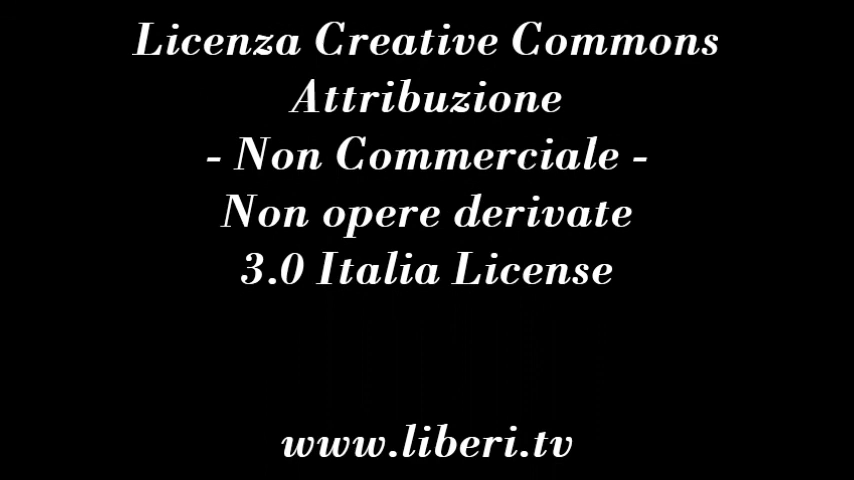 Licenza Creative Commons
Attribuzione
- Non Commerciale -
Non opere derivate
3.0 Italia License
www.liberi.tv